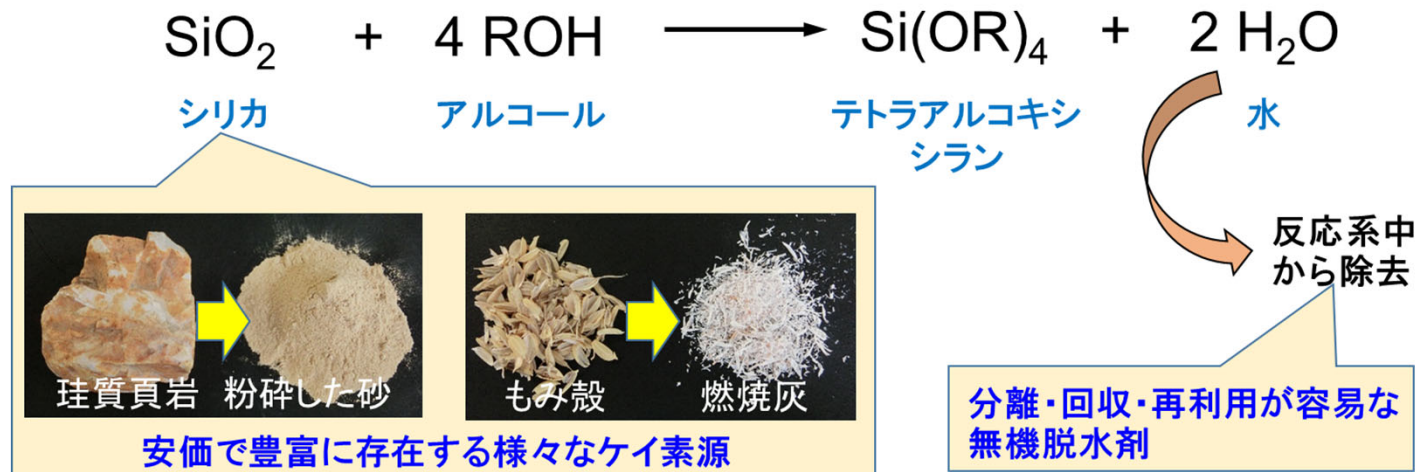 SiO₂ + 4 ROH → Si(OR)₄ + 2 H₂O
シリカ アルコール テトラアルコキシ 水
シラン
反応系中
から除去
珪質頁岩 粉砕した砂 もみ殻 燃焼灰
安価で豊富に存在する様々なケイ素源
分離・回収・再利用が容易な
無機脱水剤